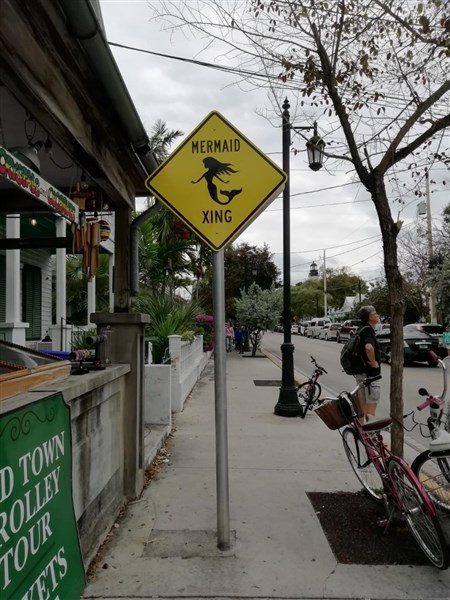 MERMAID
XING
D TOWN
ROLLEY
TOUR
KETS